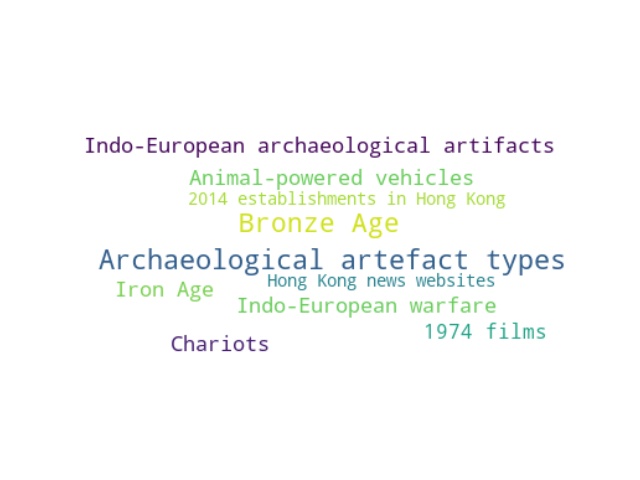 Indo-European archaeological artifacts
Animal-powered vehicles
2014 establishments in Hong Kong
Bronze Age
Archaeological artefact types
Hong Kong news websites
Iron Age
Indo-European warfare
1974 films
Chariots